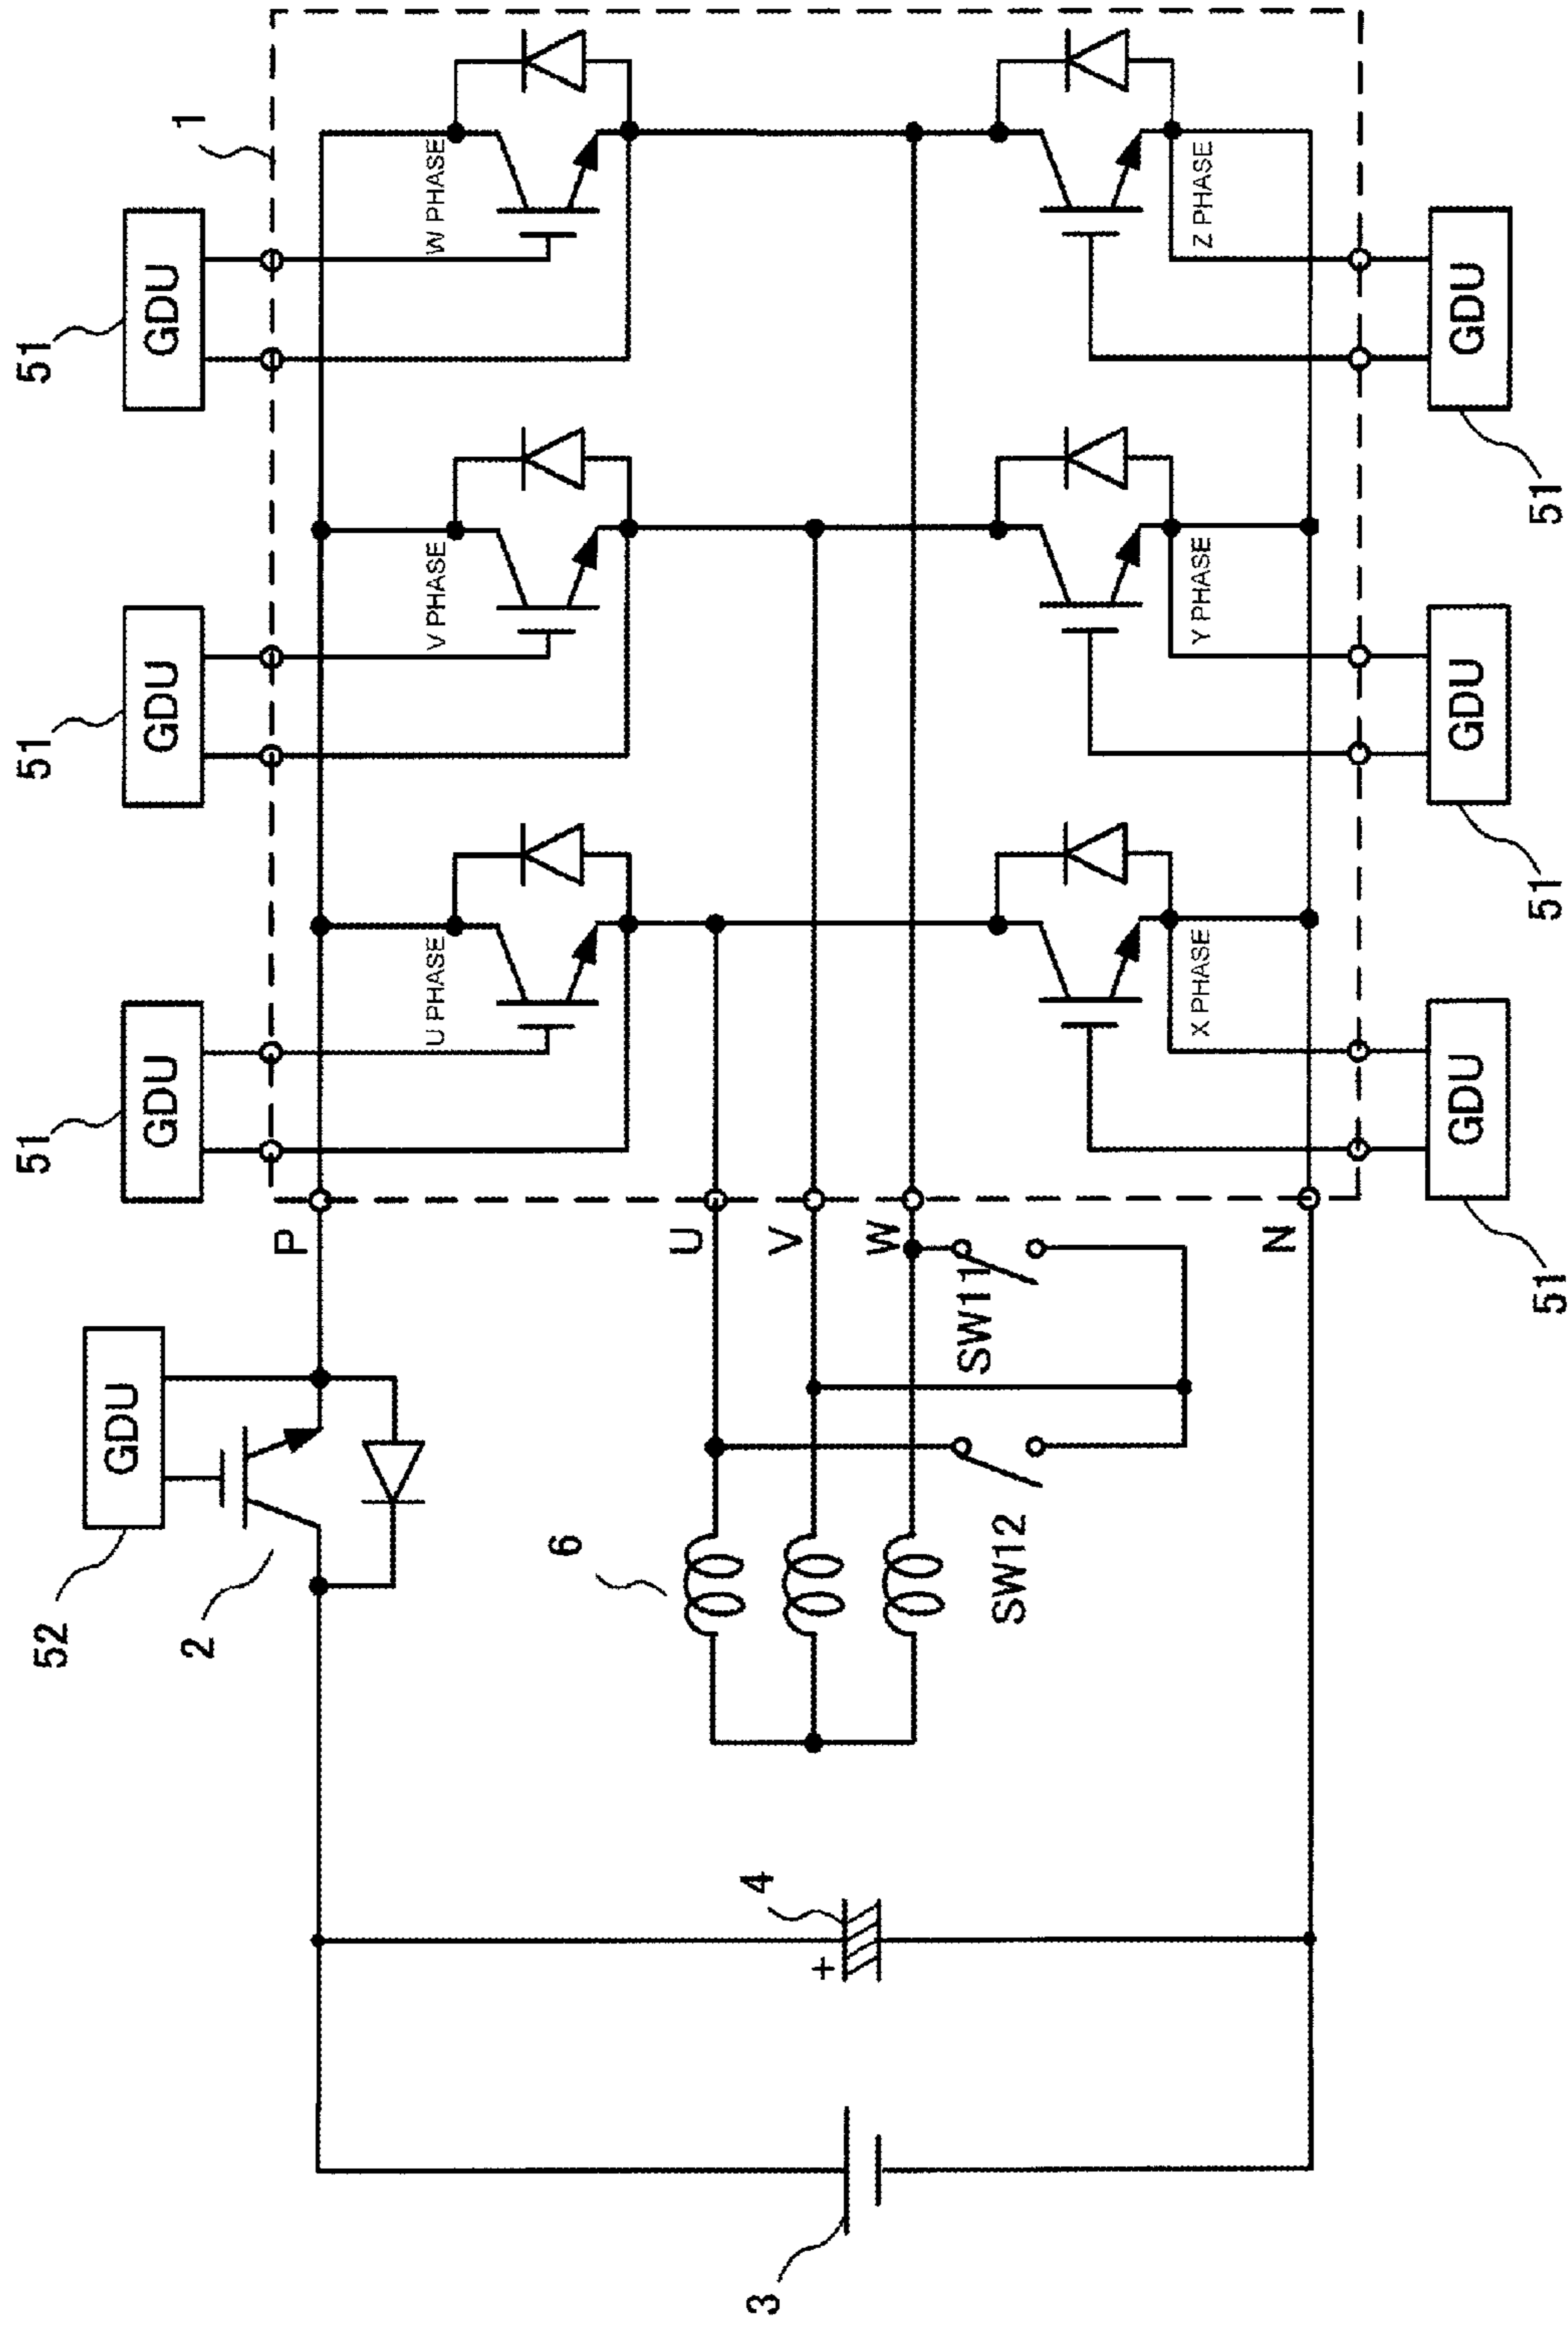 51
51
51
52
GDU
GDU
GDU
GDU
1
2
P
U PHASE
V PHASE
W PHASE
6
U
3
4
V
+
W
SW11
SW12
X PHASE
Y PHASE
Z PHASE
N
GDU
GDU
GDU
51
51
51